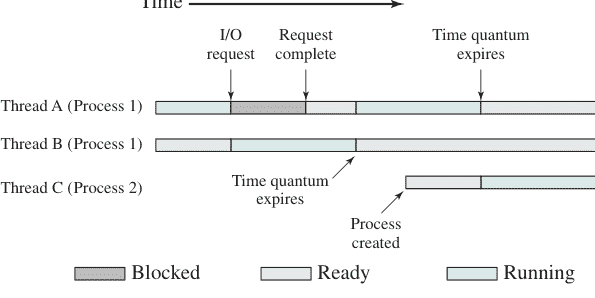 Time
I/O
request
Request
complete
Time quantum
expires
Thread A (Process 1)
Thread B (Process 1)
Time quantum
expires
Thread C (Process 2)
Process
created
Blocked
Ready
Running